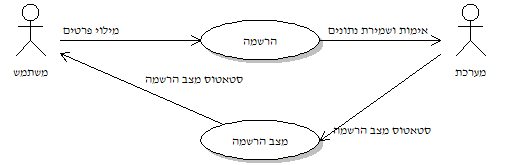 מילוי פרטים
הרשמה
אימות ושמירת נתונים
משתמש
מערכת
סטאטוס מצב הרשמה
סטאטוס מצב הרשמה
מצב הרשמה